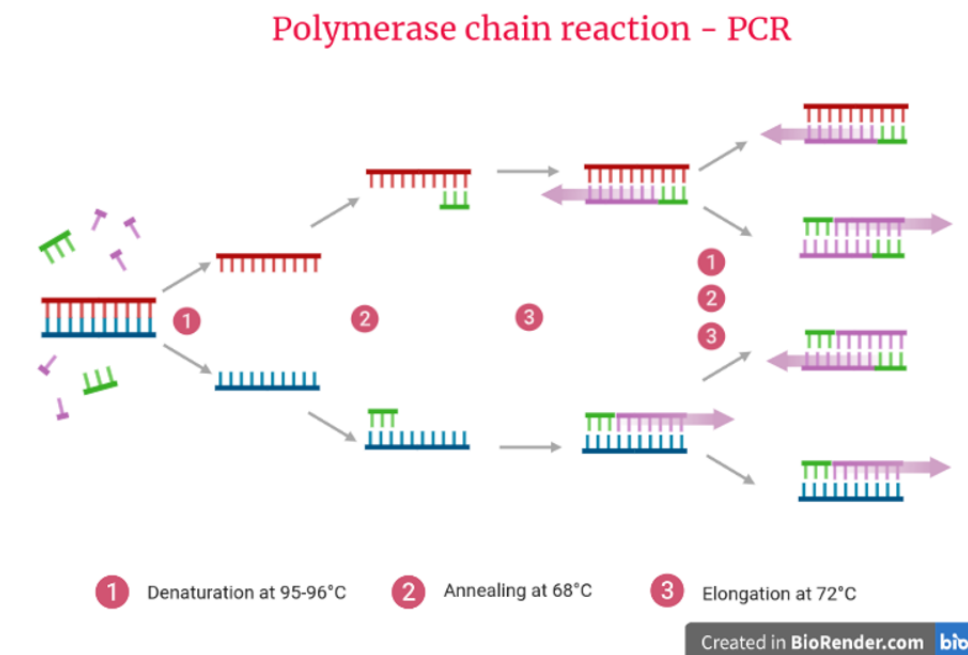 Polymerase chain reaction - PCR
1
2
3
1
2
3
1 Denaturation at 95-96°C
2 Annealing at 68°C
3 Elongation at 72°C
Created in BioRender.com bio